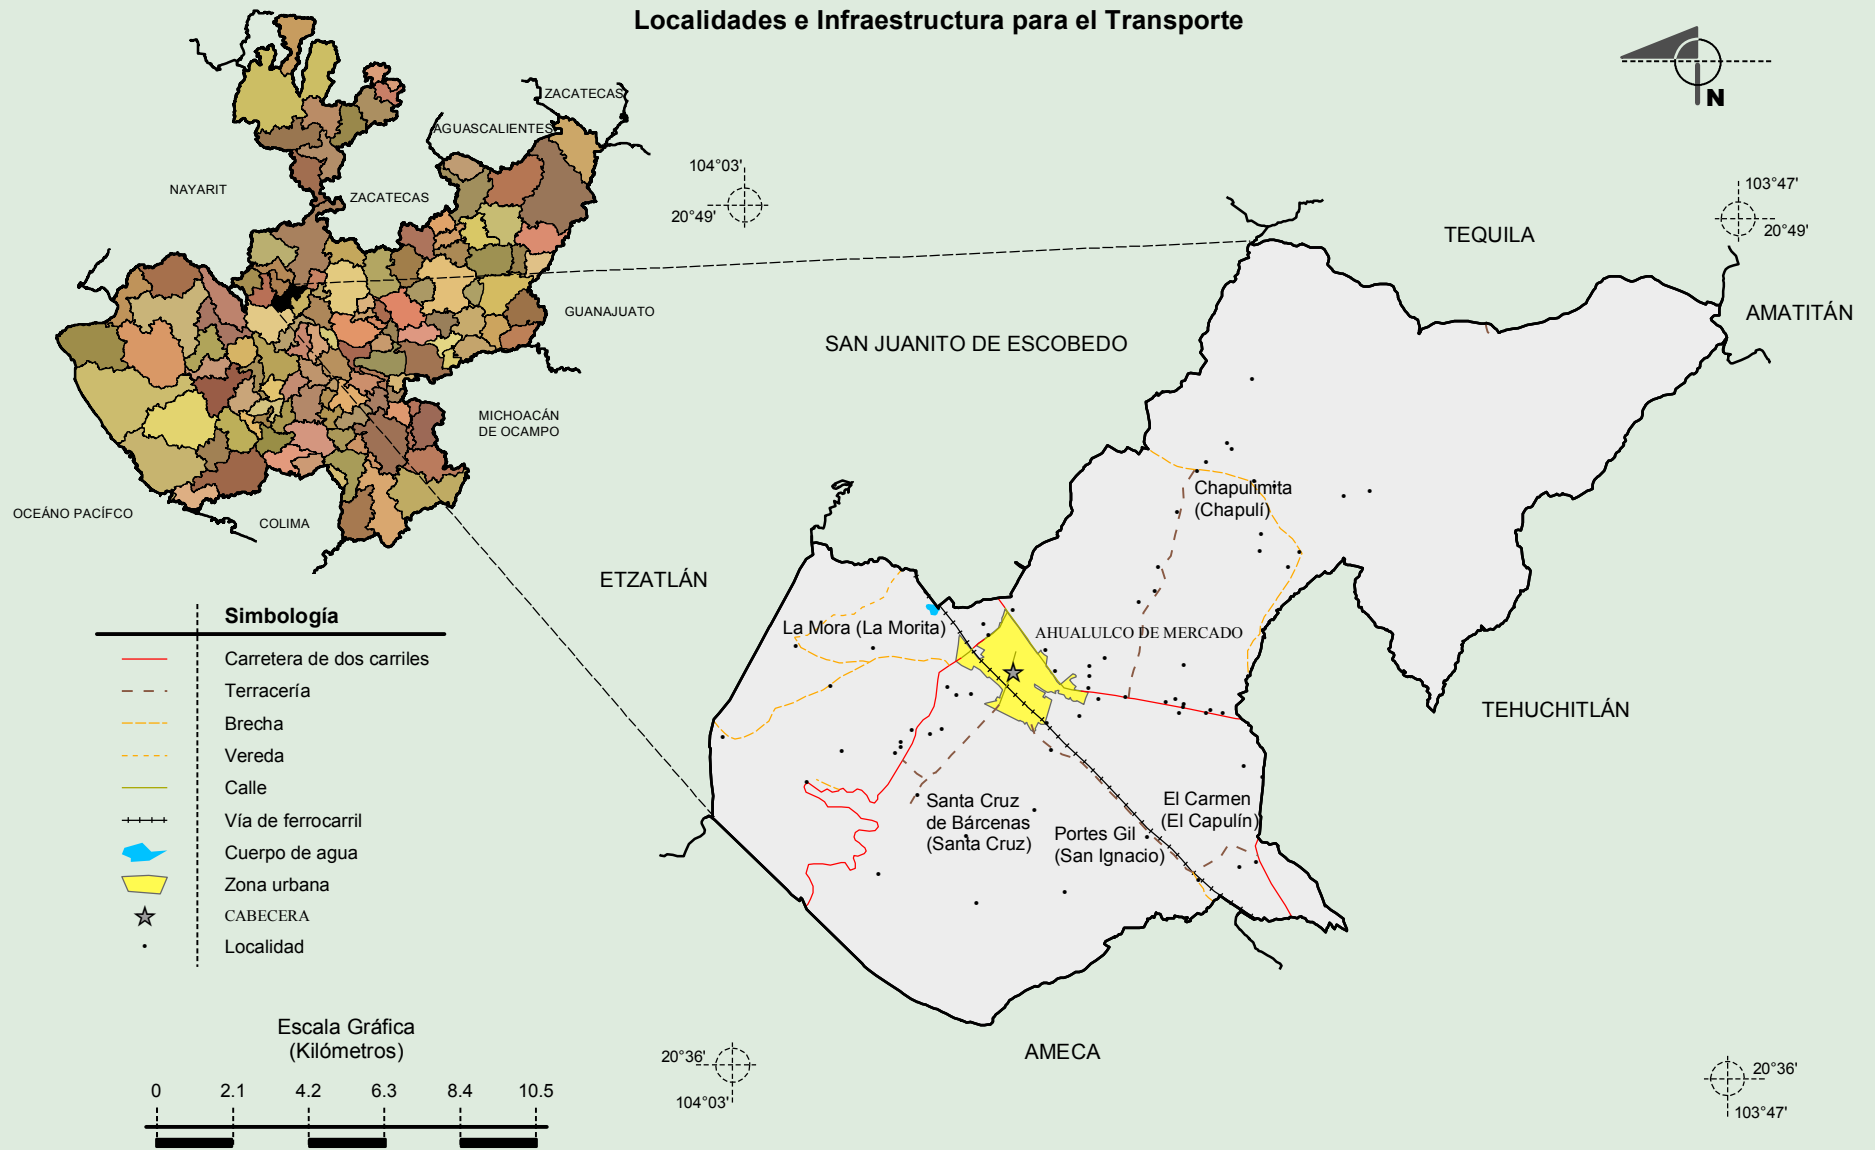 Localidades e Infraestructura para el Transporte
N
ZACATECAS
AGUASCALIENTES
NAYARIT
ZACATECAS
GUANAJUATO
MICHOACÁN
DE OCAMPO
OCEÁNO PACÍFCO
COLIMA
104°03'
20°49'
103°47'
20°49'
TEQUILA
AMATITÁN
SAN JUANITO DE ESCOBEDO
Chapulimita
(Chapulí)
ETZATLÁN
La Mora (La Morita)
AHUALULCO DE MERCADO
TEHUCHITLÁN
Santa Cruz
de Bárcenas
(Santa Cruz)
Portes Gil
(San Ignacio)
El Carmen
(El Capulín)
AMECA
Simbología
Carretera de dos carriles
Terracería
Brecha
Vereda
Calle
Vía de ferrocarril
Cuerpo de agua
Zona urbana
CABECERA
Localidad
Escala Gráfica
(Kilómetros)
0 2.1 4.2 6.3 8.4 10.5
20°36'
104°03'
20°36'
103°47'